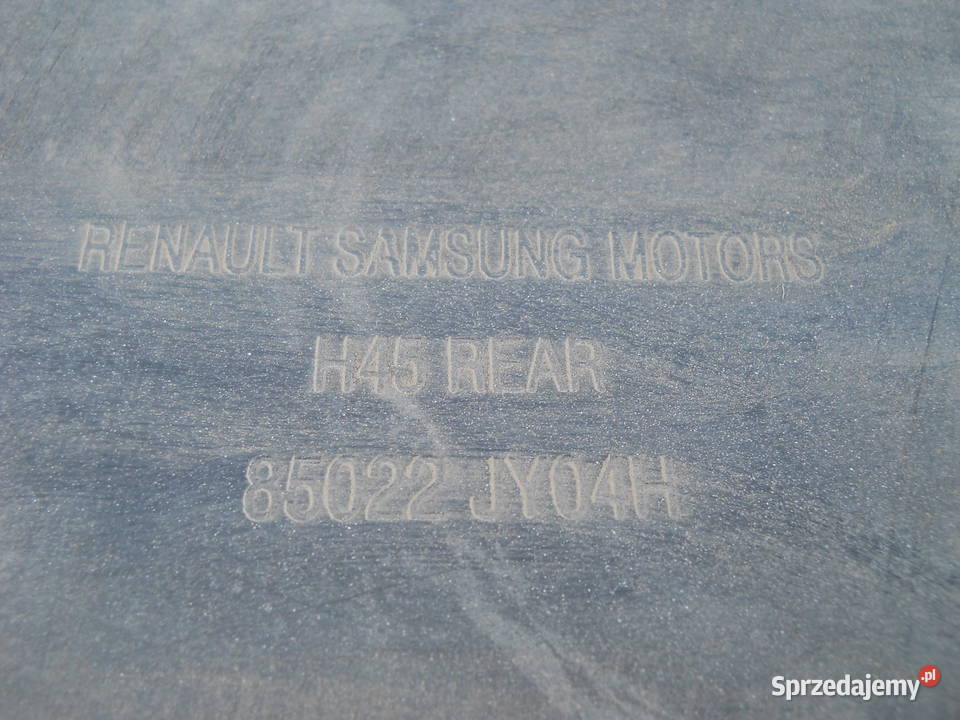 RENAULT SAMSUNG MOTORS
H45 REAR
85022 JY04H
Sprzedajemy.pl